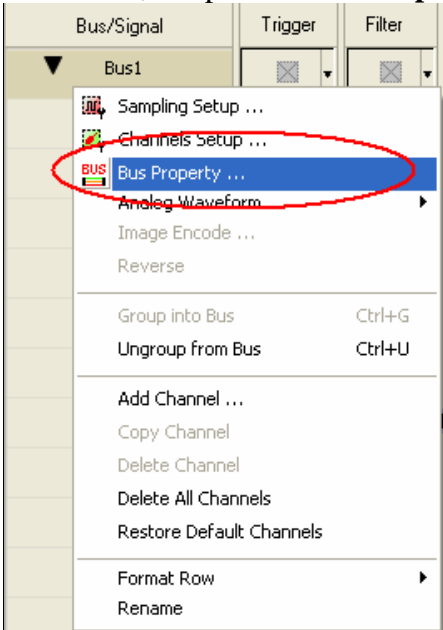 Bus/Signal Trigger Filter
Bus1
Sampling Setup ...
Channels Setup ...
BUS Bus Property ...
Analog Waveform
Image Encode ...
Reverse
Group into Bus Ctrl+G
Ungroup from Bus Ctrl+U
Add Channel ...
Copy Channel
Delete Channel
Delete All Channels
Restore Default Channels
Format Row
Rename